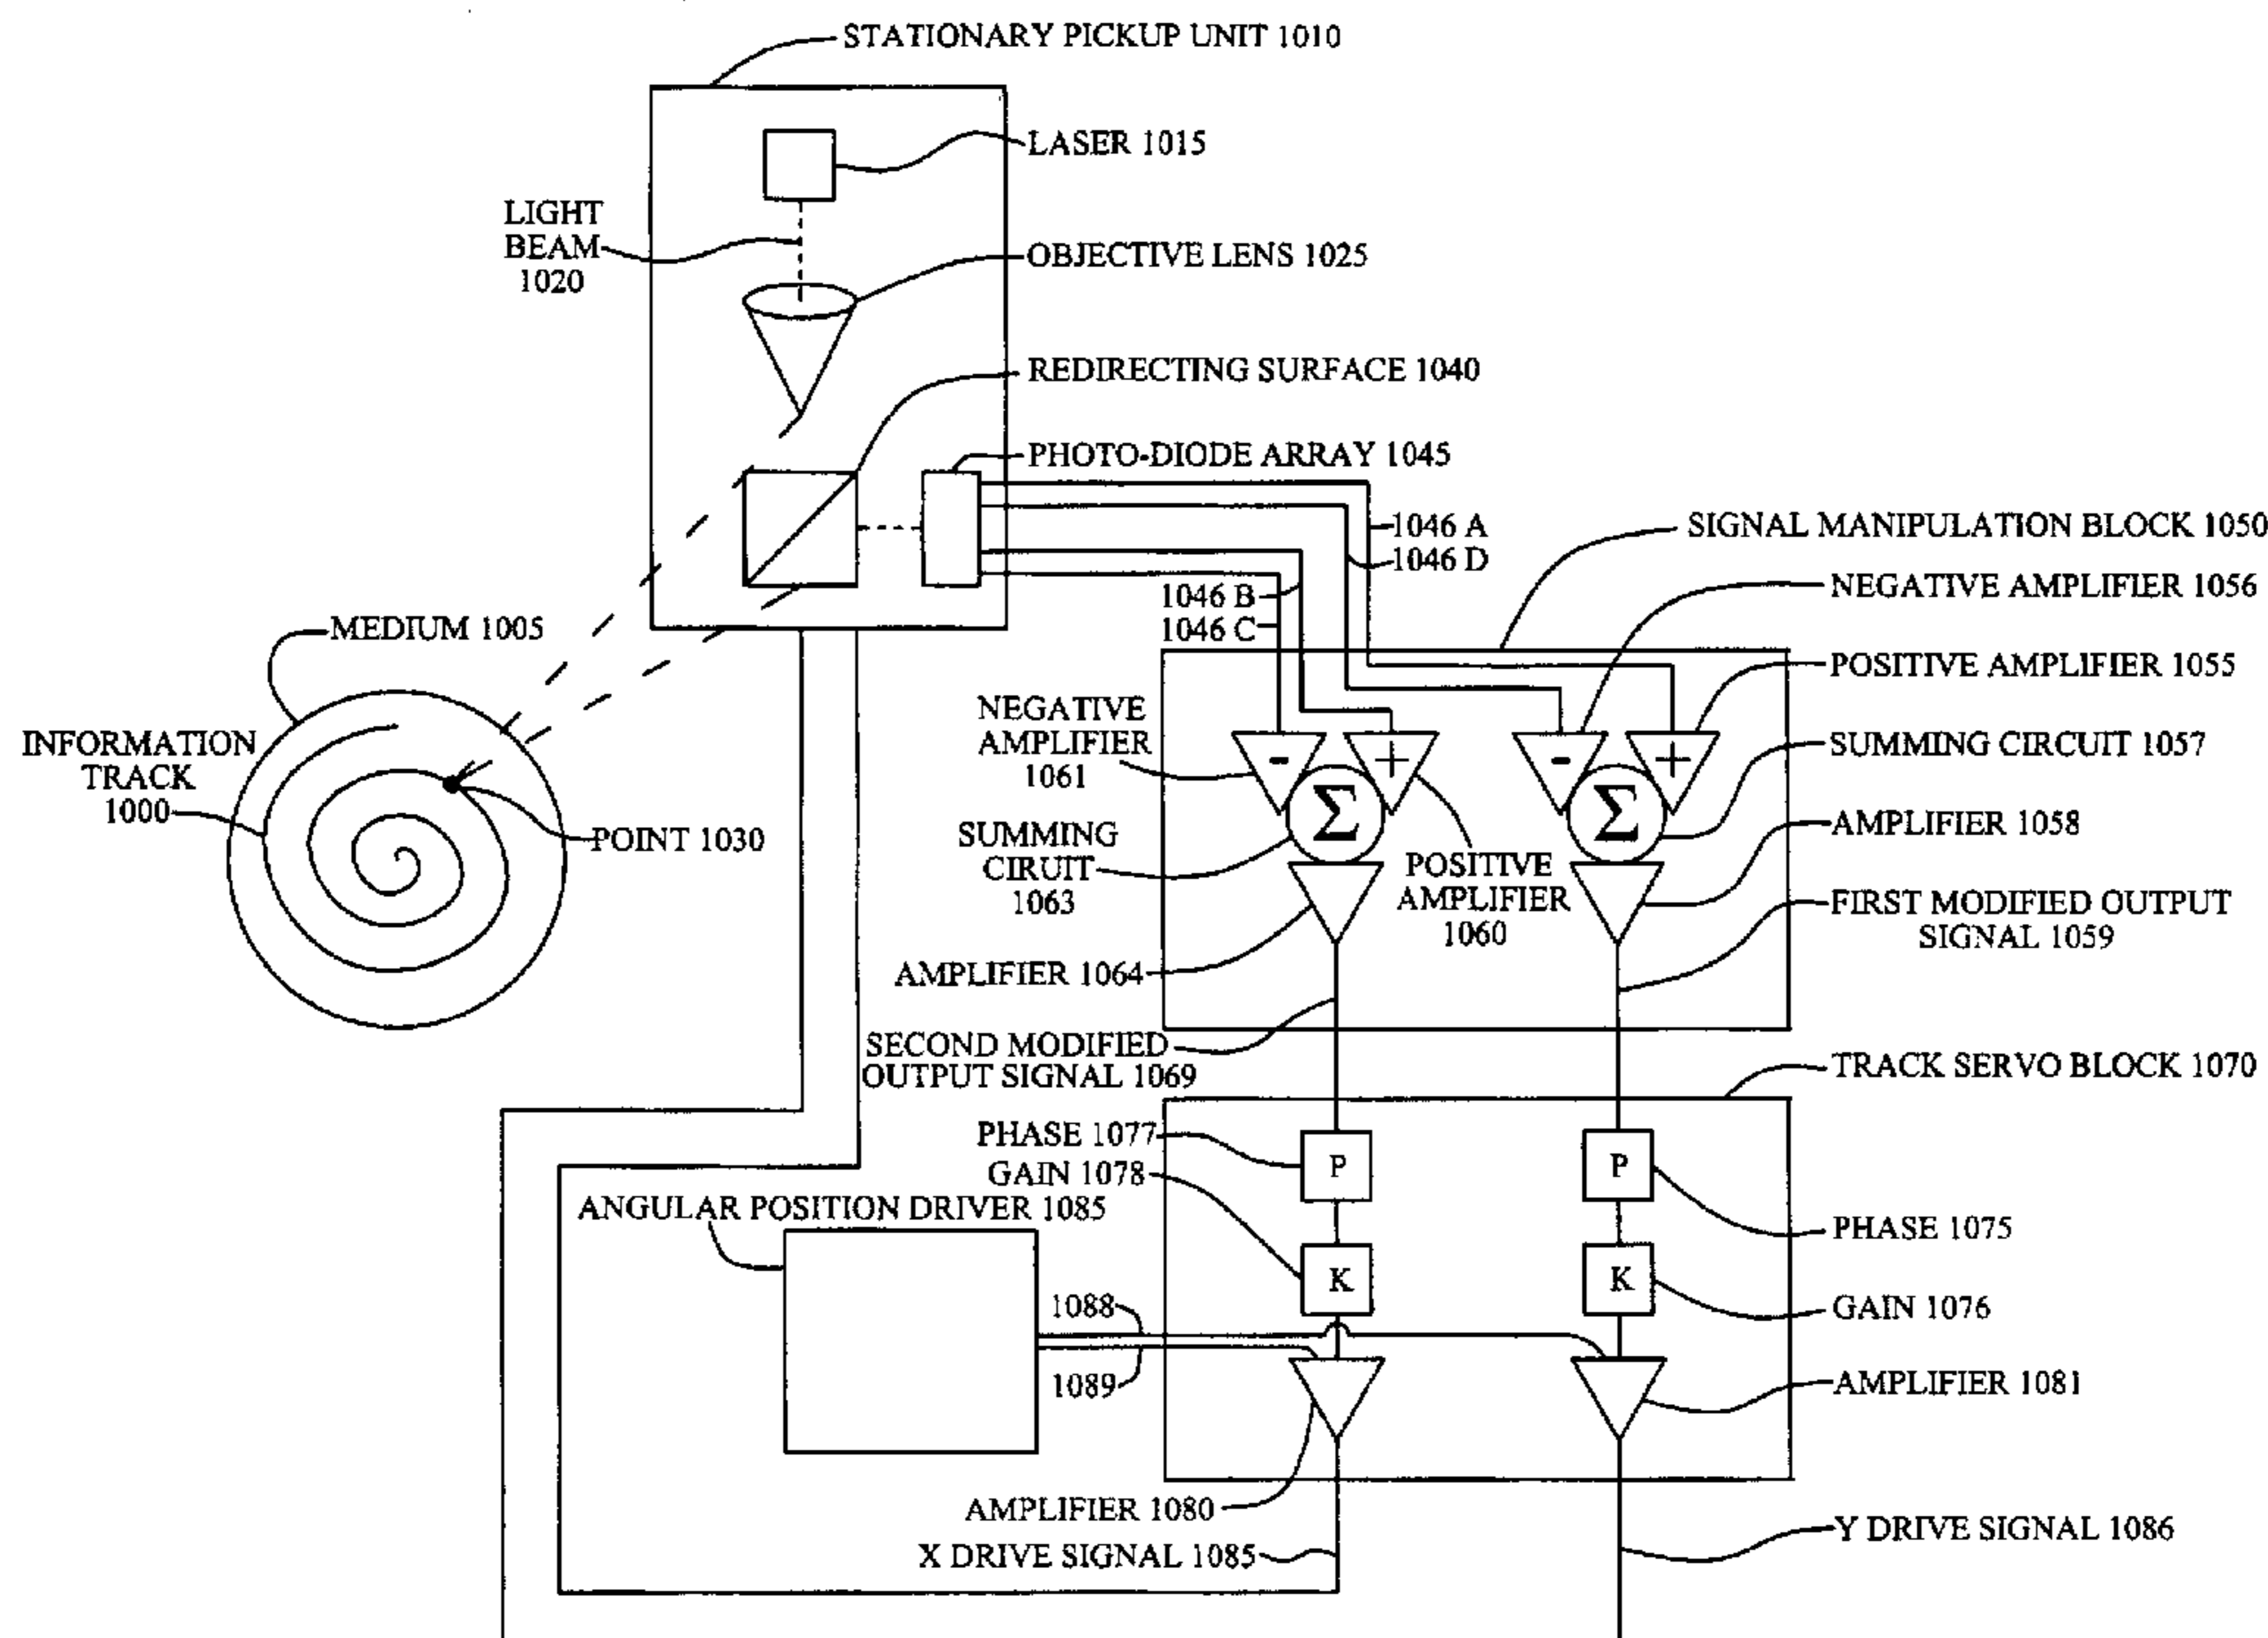 STATIONARY PICKUP UNIT 1010
LASER 1015
LIGHT
BEAM
1020
OBJECTIVE LENS 1025
REDIRECTING SURFACE 1040
PHOTO-DIODE ARRAY 1045
1046 A
1046 D
1046 B
1046 C
SIGNAL MANIPULATION BLOCK 1050
NEGATIVE AMPLIFIER 1056
POSITIVE AMPLIFIER 1055
MEDIUM 1005
INFORMATION
TRACK
1000
POINT 1030
NEGATIVE
AMPLIFIER
1061
- + - +
Σ Σ
SUMMING CIRCUIT 1057
SUMMING
CIRUIT
1063
POSITIVE
AMPLIFIER
1060
AMPLIFIER 1058
FIRST MODIFIED OUTPUT
SIGNAL 1059
AMPLIFIER 1064
SECOND MODIFIED
OUTPUT SIGNAL 1069
TRACK SERVO BLOCK 1070
PHASE 1077
P P
GAIN 1078
ANGULAR POSITION DRIVER 1085
PHASE 1075
K K
GAIN 1076
1088
1089
AMPLIFIER 1081
AMPLIFIER 1080
X DRIVE SIGNAL 1085
Y DRIVE SIGNAL 1086